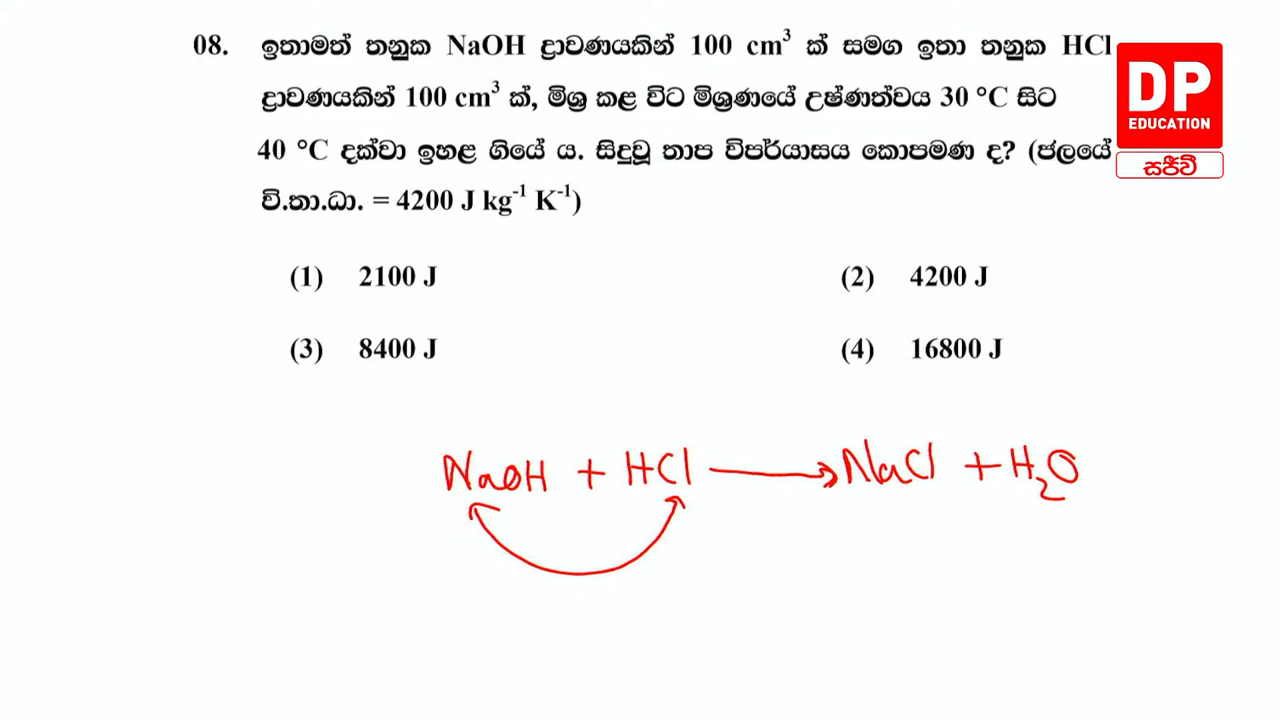 08. ඉතාමත් තනුක NaOH ද්‍රාවණයකින් 100 cm³ ක් සමග ඉතා තනුක HCl
ද්‍රාවණයකින් 100 cm³ ක්, මිශ්‍ර කළ විට මිශ්‍රණයේ උෂ්ණත්වය 30 °C සිට
40 °C දක්වා ඉහළ ගියේ ය. සිදුවූ තාප විපර්යාසය කොපමණ ද? (ජලයේ
වි.තා.ධා. = 4200 J kg⁻¹ K⁻¹)
(1) 2100 J (2) 4200 J
(3) 8400 J (4) 16800 J
NaOH + HCl → NaCl + H₂O
DP
EDUCATION
සජීවී